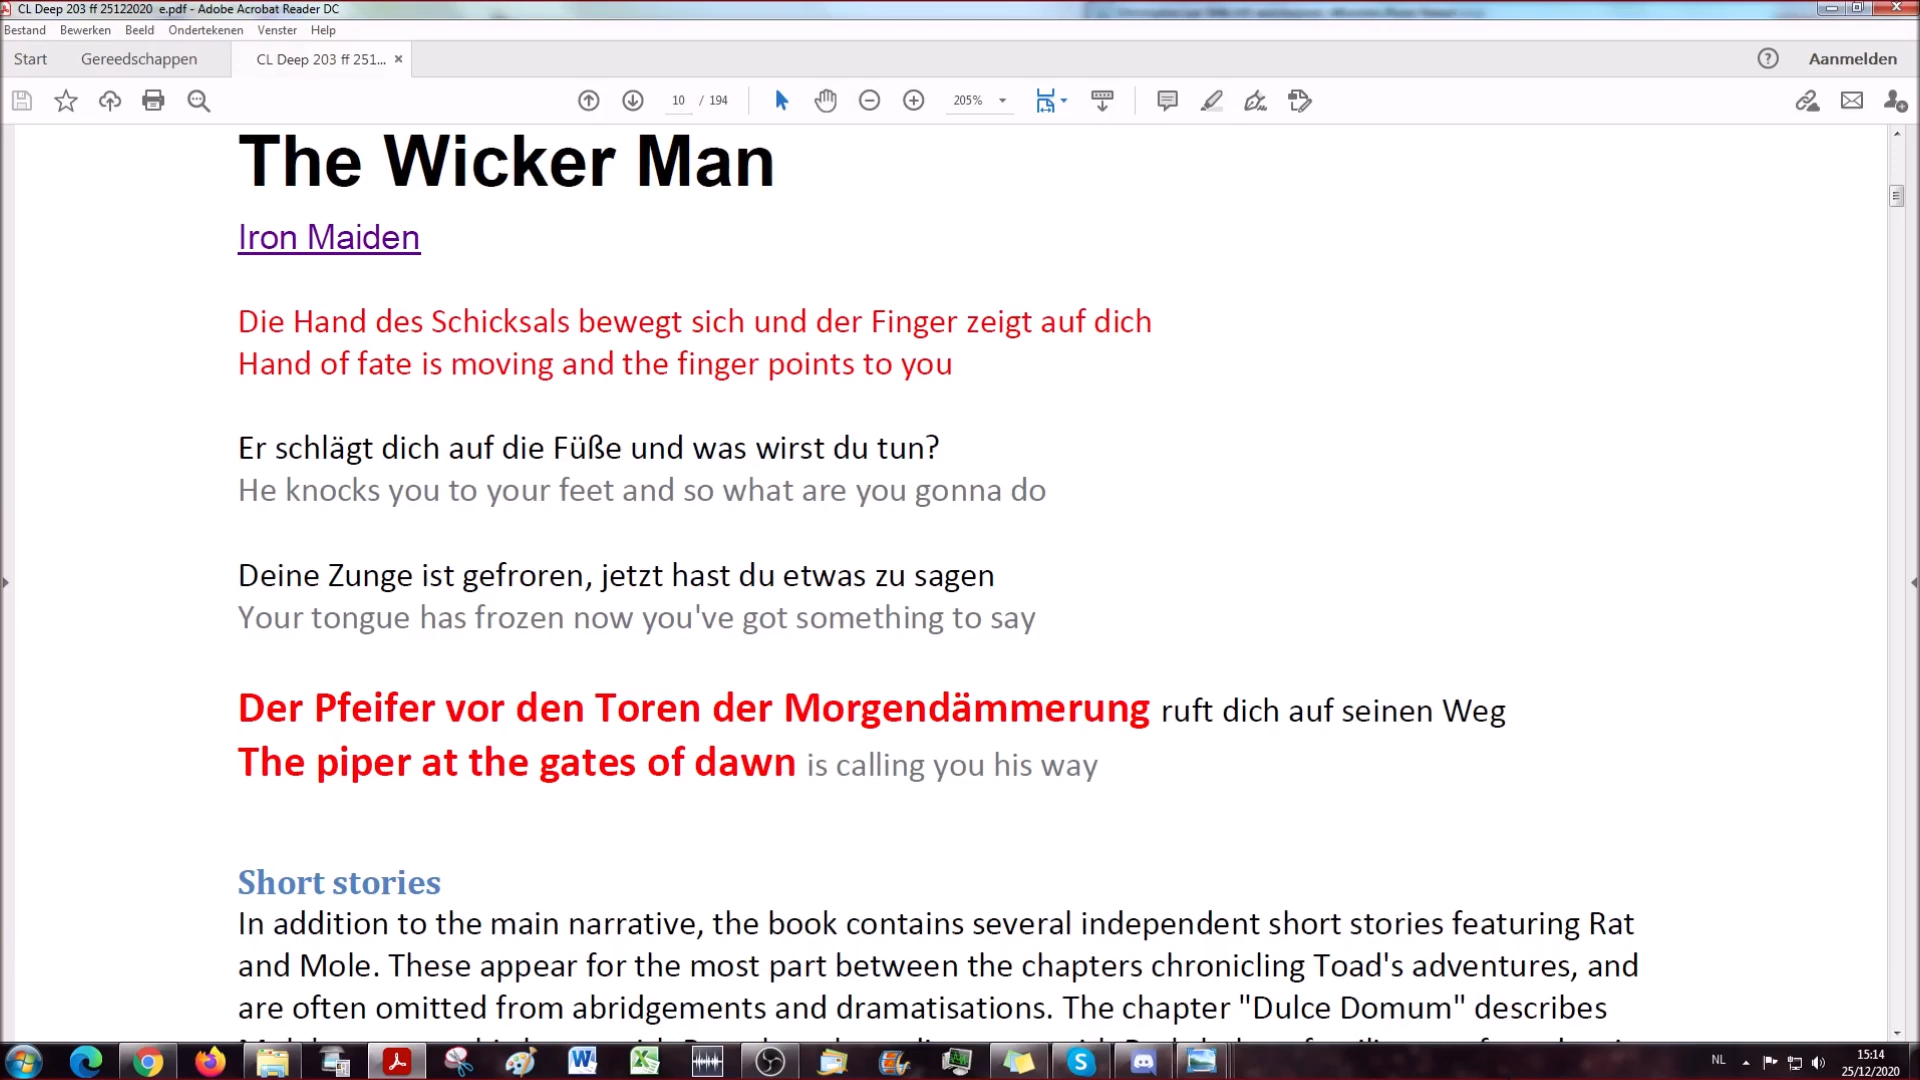 CL Deep 203 ff 25122020 e.pdf - Adobe Acrobat Reader DC
Bestand Bewerken Beeld Ondertekenen Venster Help
Start Gereedschappen CL Deep 203 ff 251... × Aanmelden
10 / 194 205%
The Wicker Man
Iron Maiden
Die Hand des Schicksals bewegt sich und der Finger zeigt auf dich
Hand of fate is moving and the finger points to you
Er schlägt dich auf die Füße und was wirst du tun?
He knocks you to your feet and so what are you gonna do
Deine Zunge ist gefroren, jetzt hast du etwas zu sagen
Your tongue has frozen now you've got something to say
Der Pfeifer vor den Toren der Morgendämmerung ruft dich auf seinen Weg
The piper at the gates of dawn is calling you his way
Short stories
In addition to the main narrative, the book contains several independent short stories featuring Rat
and Mole. These appear for the most part between the chapters chronicling Toad's adventures, and
are often omitted from abridgements and dramatisations. The chapter "Dulce Domum" describes
NL
15:14
25/12/2020